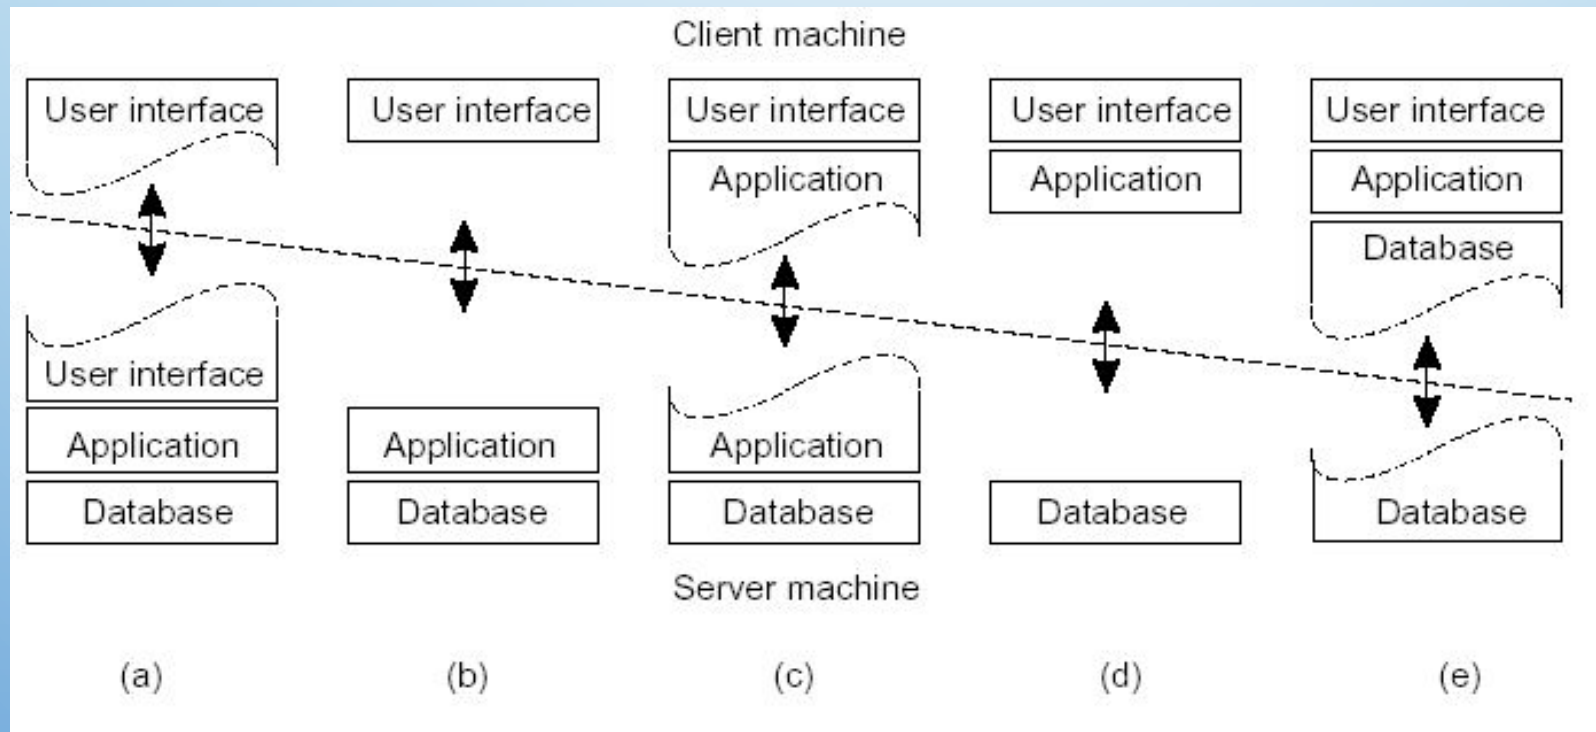 Client machine
User interface User interface User interface User interface User interface
Application Application Application
Database
User interface
Application Application Application
Database Database Database Database Database
Server machine
(a) (b) (c) (d) (e)